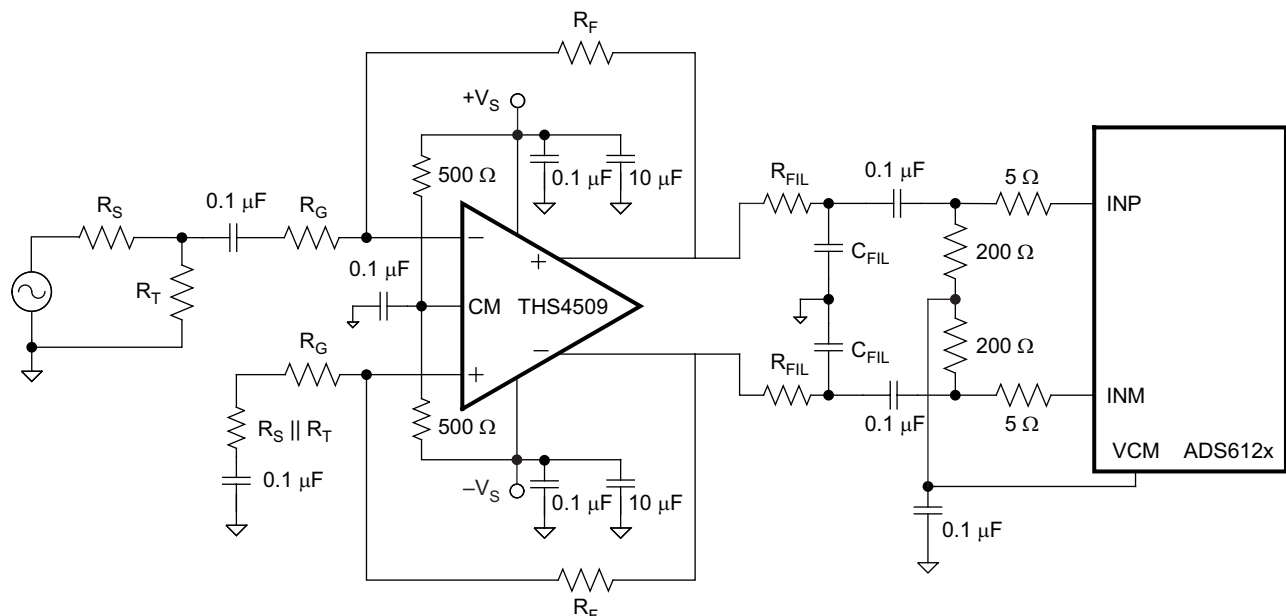 R_F
+V_S
500 Ω
0.1 μF
10 μF
R_S
0.1 μF
R_G
R_T
0.1 μF
−
+
CM
THS4509
−
+
R_FIL
0.1 μF
5 Ω
INP
C_FIL
200 Ω
C_FIL
200 Ω
R_FIL
0.1 μF
5 Ω
INM
VCM
ADS612x
R_G
R_S || R_T
0.1 μF
500 Ω
−V_S
0.1 μF
10 μF
0.1 μF
R_F